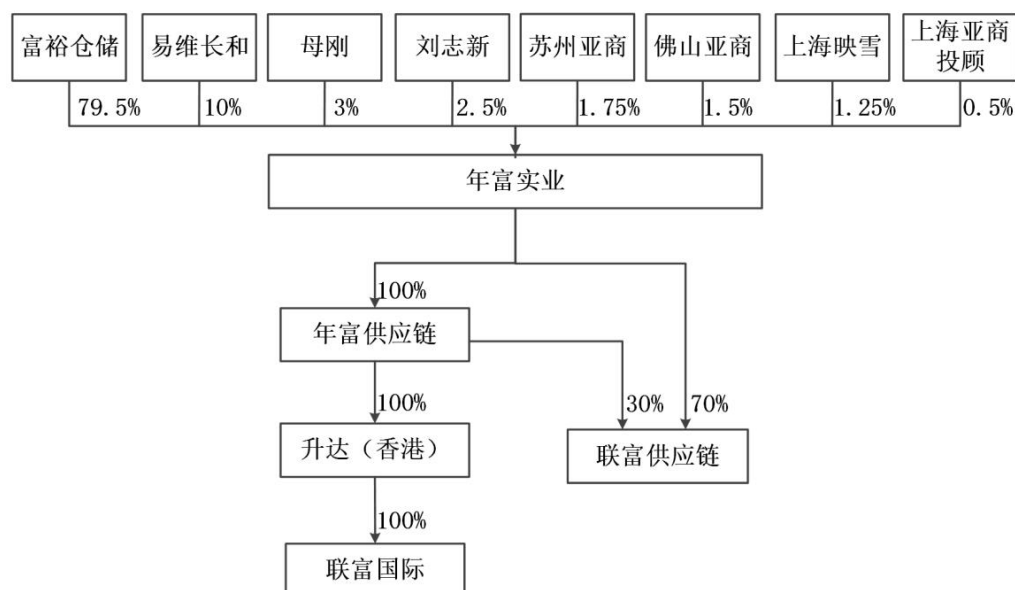 富裕仓储
易维长和
母刚
刘志新
苏州亚商
佛山亚商
上海映雪
上海亚商
投顾
79.5%
10%
3%
2.5%
1.75%
1.5%
1.25%
0.5%
年富实业
100%
年富供应链
100%
30%
70%
升达（香港）
联富供应链
100%
联富国际